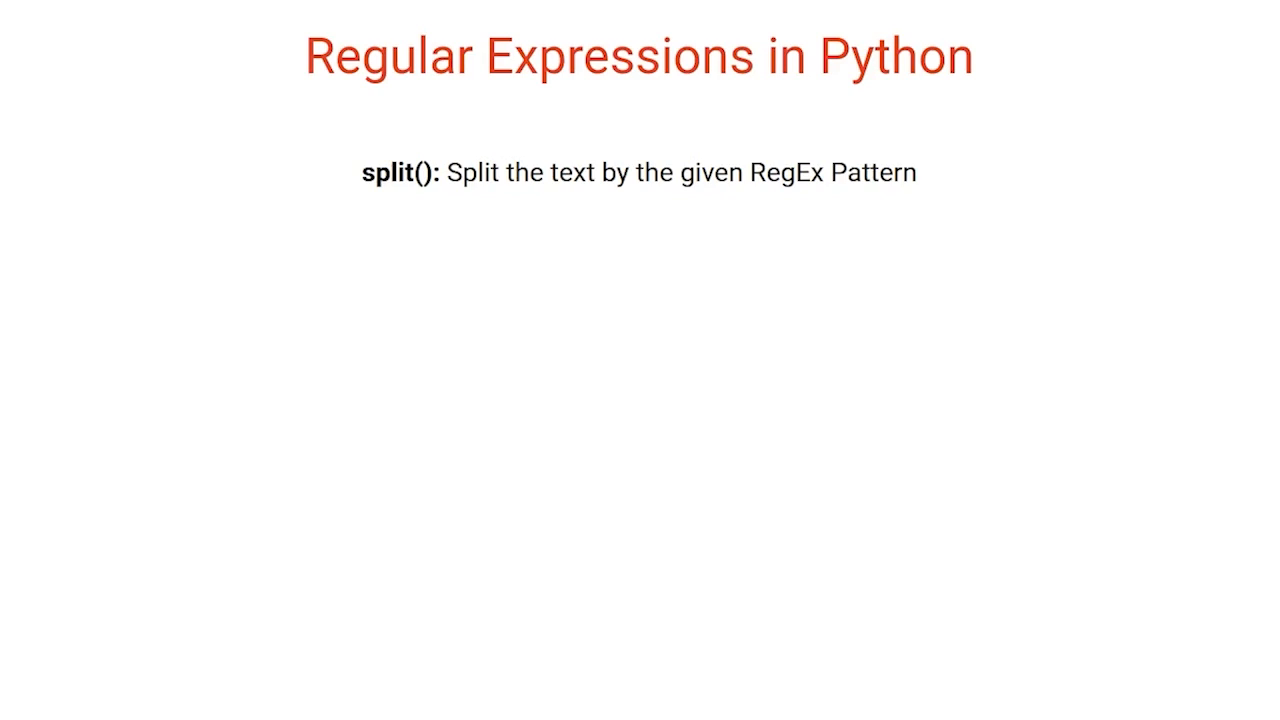 Regular Expressions in Python
split(): Split the text by the given RegEx Pattern